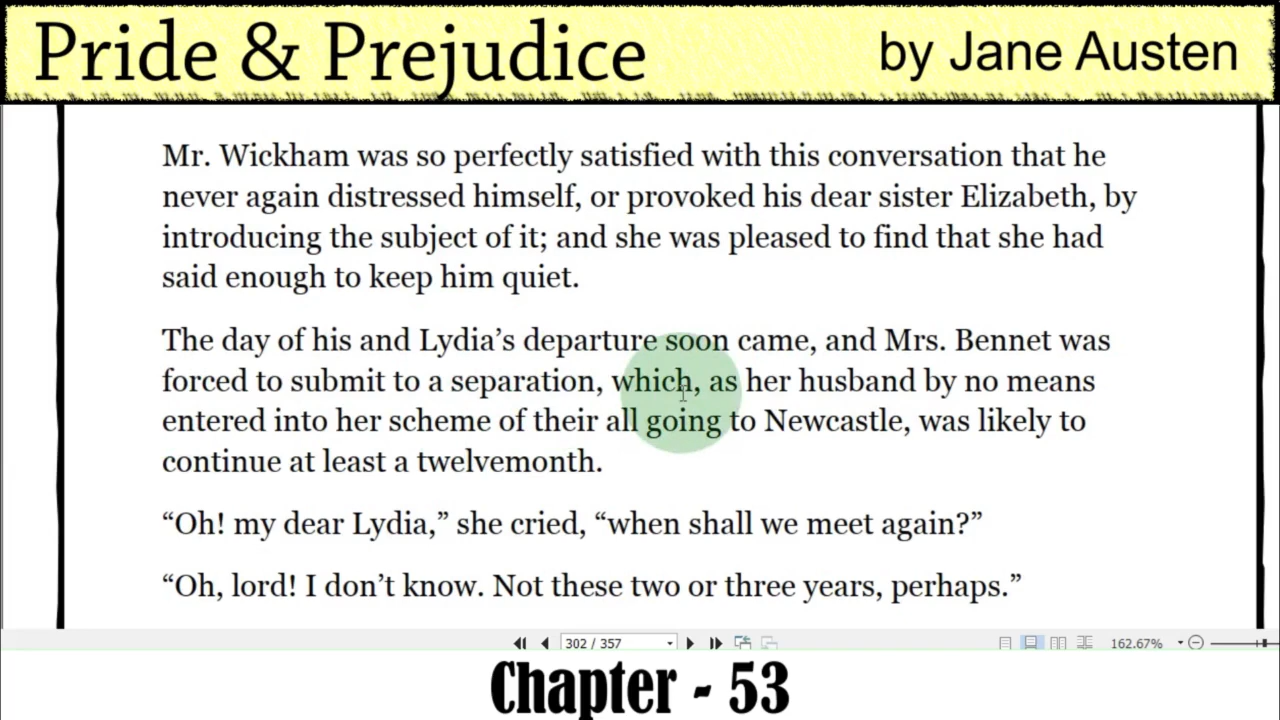 Pride & Prejudice
by Jane Austen
Mr. Wickham was so perfectly satisfied with this conversation that he
never again distressed himself, or provoked his dear sister Elizabeth, by
introducing the subject of it; and she was pleased to find that she had
said enough to keep him quiet.
The day of his and Lydia’s departure soon came, and Mrs. Bennet was
forced to submit to a separation, which, as her husband by no means
entered into her scheme of their all going to Newcastle, was likely to
continue at least a twelvemonth.
“Oh! my dear Lydia,” she cried, “when shall we meet again?”
“Oh, lord! I don’t know. Not these two or three years, perhaps.”
302 / 357
162.67%
Chapter - 53